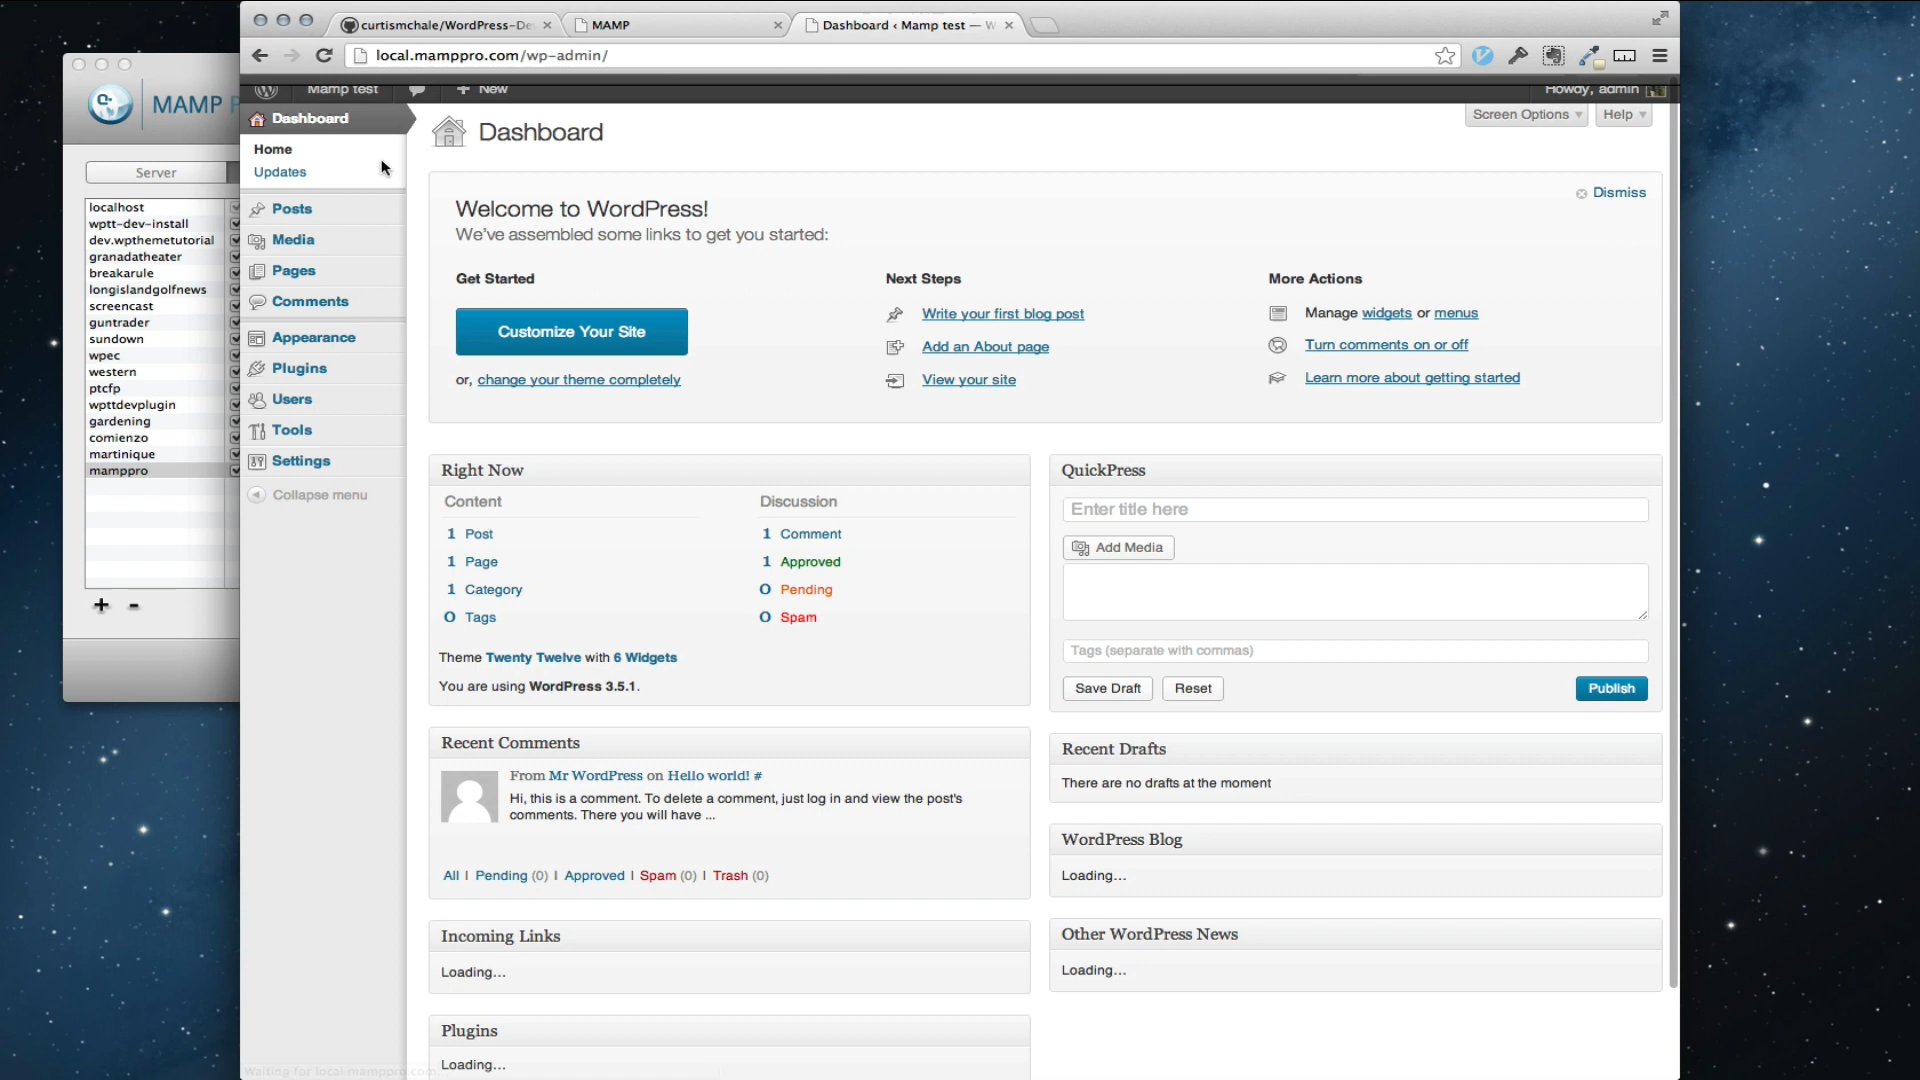 curtismchale/WordPress-De
MAMP
Dashboard ‹ Mamp test — W
local.mamppro.com/wp-admin/
MAMP P
Server
localhost
wptt-dev-install
dev.wpthemetutorial
granadatheater
breakarule
longislandgolfnews
screencast
guntrader
sundown
wpec
western
ptcfp
wpttdevplugin
gardening
comienzo
martinique
mamppro
+ -
Mamp test
+ New
Howdy, admin
Dashboard
Home
Updates
Posts
Media
Pages
Comments
Appearance
Plugins
Users
Tools
Settings
Collapse menu
Screen Options
Help
Dashboard
Dismiss
Welcome to WordPress!
We've assembled some links to get you started:
Get Started
Customize Your Site
or, change your theme completely
Next Steps
Write your first blog post
Add an About page
View your site
More Actions
Manage widgets or menus
Turn comments on or off
Learn more about getting started
Right Now
Content
1 Post
1 Page
1 Category
0 Tags
Discussion
1 Comment
1 Approved
0 Pending
0 Spam
Theme Twenty Twelve with 6 Widgets
You are using WordPress 3.5.1.
Recent Comments
From Mr WordPress on Hello world! #
Hi, this is a comment. To delete a comment, just log in and view the post's
comments. There you will have ...
All | Pending (0) | Approved | Spam (0) | Trash (0)
Incoming Links
Loading...
Plugins
Loading...
QuickPress
Enter title here
Add Media
Tags (separate with commas)
Save Draft
Reset
Publish
Recent Drafts
There are no drafts at the moment
WordPress Blog
Loading...
Other WordPress News
Loading...
Waiting for local.mamppro.com